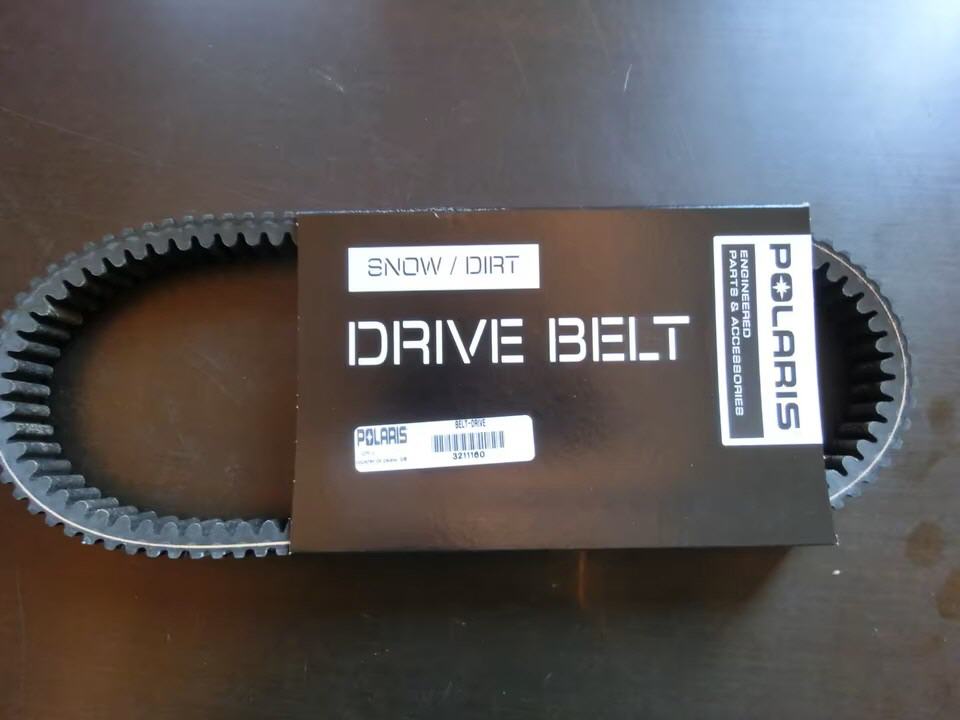 SNOW / DIRT
DRIVE BELT
POLARIS
ENGINEERED
PARTS & ACCESSORIES
POLARIS
BELT-DRIVE
3211160